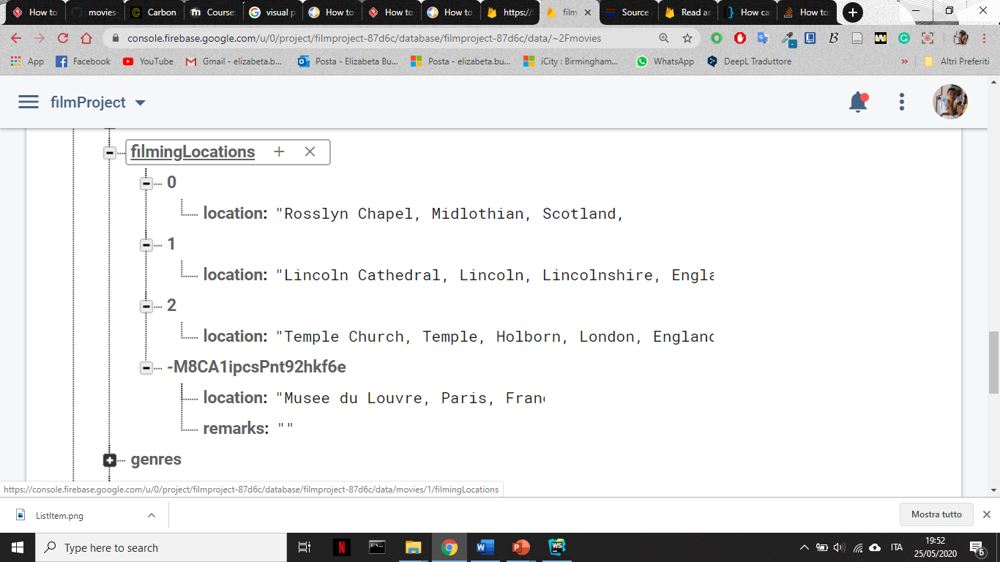 How to
movies-
Carbon
Course:
visual p
How to
How to
How to
https://
film
Source
Read ar
How ca
How to
console.firebase.google.com/u/0/project/filmproject-87d6c/database/filmproject-87d6c/data/~2Fmovies
App
Facebook
YouTube
Gmail - elizabeta.b...
Posta - Elizabeta Bu...
Posta - elizabeta.bu...
iCity : Birmingham...
WhatsApp
DeepL Traduttore
Altri Preferiti
filmProject
filmingLocations
0
location: "Rosslyn Chapel, Midlothian, Scotland,
1
location: "Lincoln Cathedral, Lincoln, Lincolnshire, Engla
2
location: "Temple Church, Temple, Holborn, London, England
-M8CA1ipcsPnt92hkf6e
location: "Musee du Louvre, Paris, Fran
remarks: ""
genres
https://console.firebase.google.com/u/0/project/filmproject-87d6c/database/filmproject-87d6c/data/movies/1/filmingLocations
ListItem.png
Mostra tutto
Type here to search
ITA
19:52
25/05/2020
6